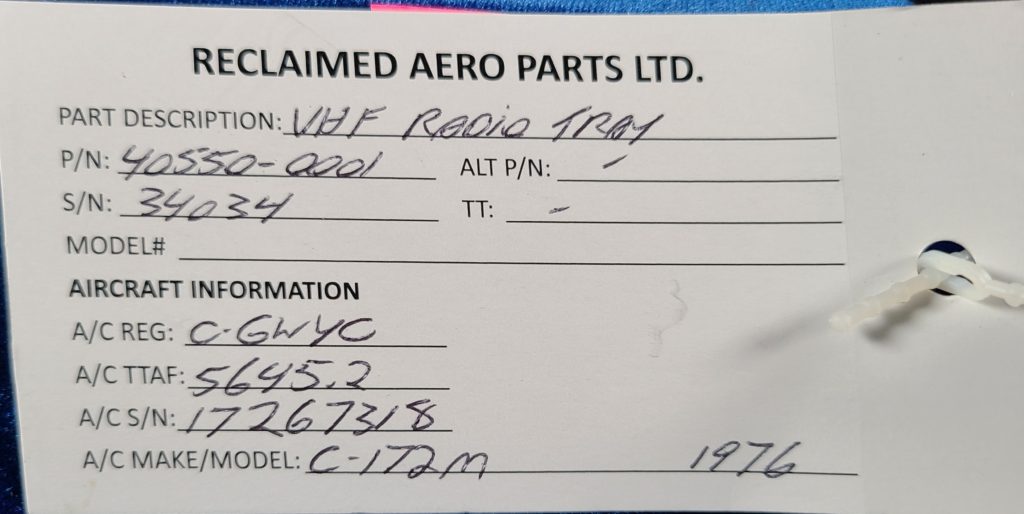 RECLAIMED AERO PARTS LTD.
PART DESCRIPTION: VHF Radio TRAY
P/N: 40550-0001 ALT P/N: -
S/N: 34034 TT: -
MODEL#
AIRCRAFT INFORMATION
A/C REG: C-GWYC
A/C TTAF: 5645.2
A/C S/N: 17267318
A/C MAKE/MODEL: C-172M 1976